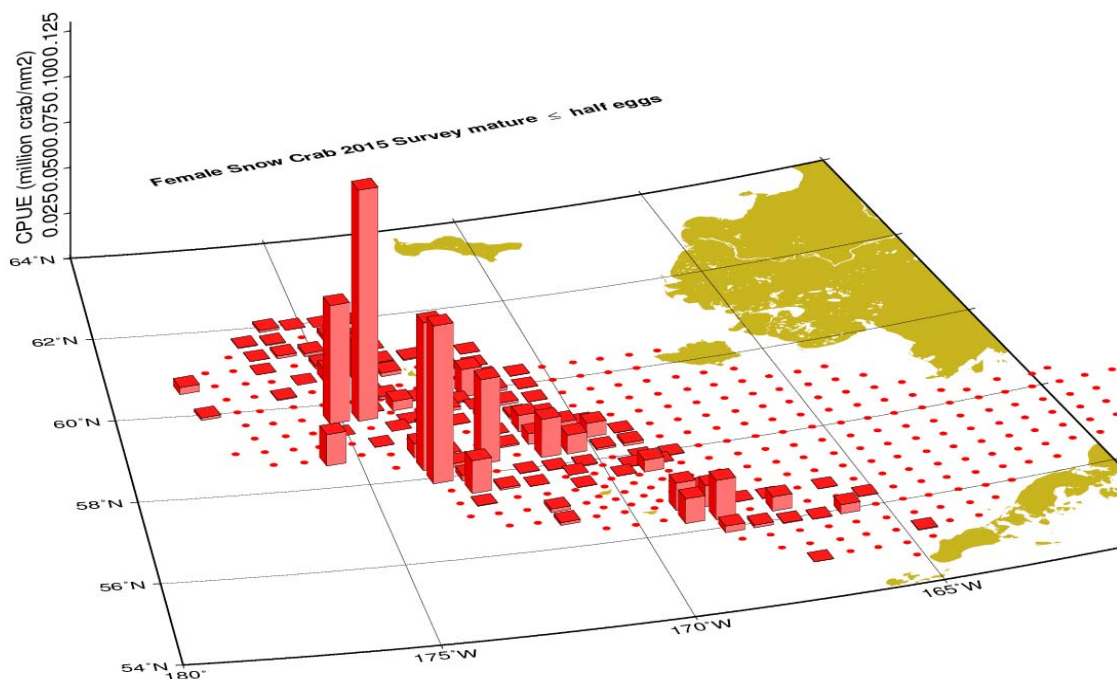 CPUE (million crab/nm2)
0.025 0.050 0.075 0.100 0.125
Female Snow Crab 2015 Survey mature ≤ half eggs
64°N
62°N
60°N
58°N
56°N
54°N
180°
175°W
170°W
165°W